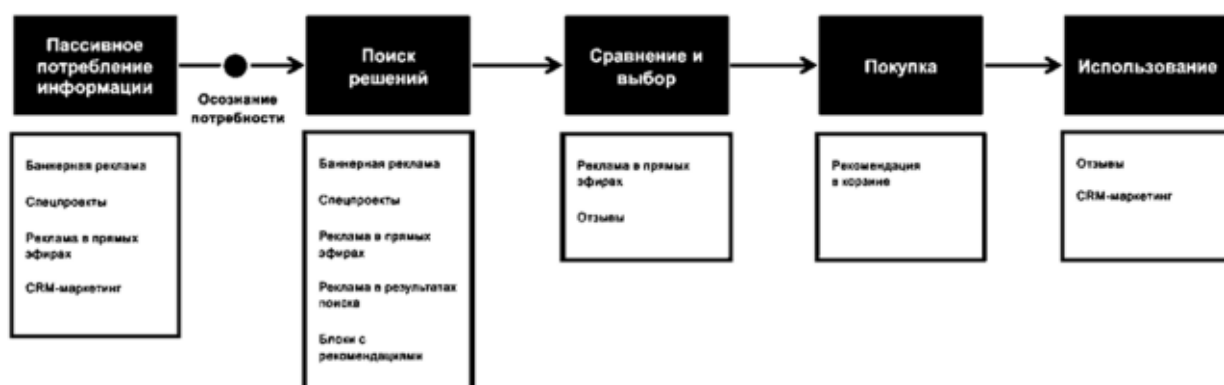 Пассивное
потребление
информации
Осознание
потребности
Поиск
решений
Сравнение и
выбор
Покупка
Использование
Баннерная реклама
Спецпроекты
Реклама в прямых
эфирах
CRM-маркетинг
Баннерная реклама
Спецпроекты
Реклама в прямых
эфирах
Реклама в результатах
поиска
Блоки с
рекомендациями
Реклама в прямых
эфирах
Отзывы
Рекомендация
в корзине
Отзывы
CRM-маркетинг